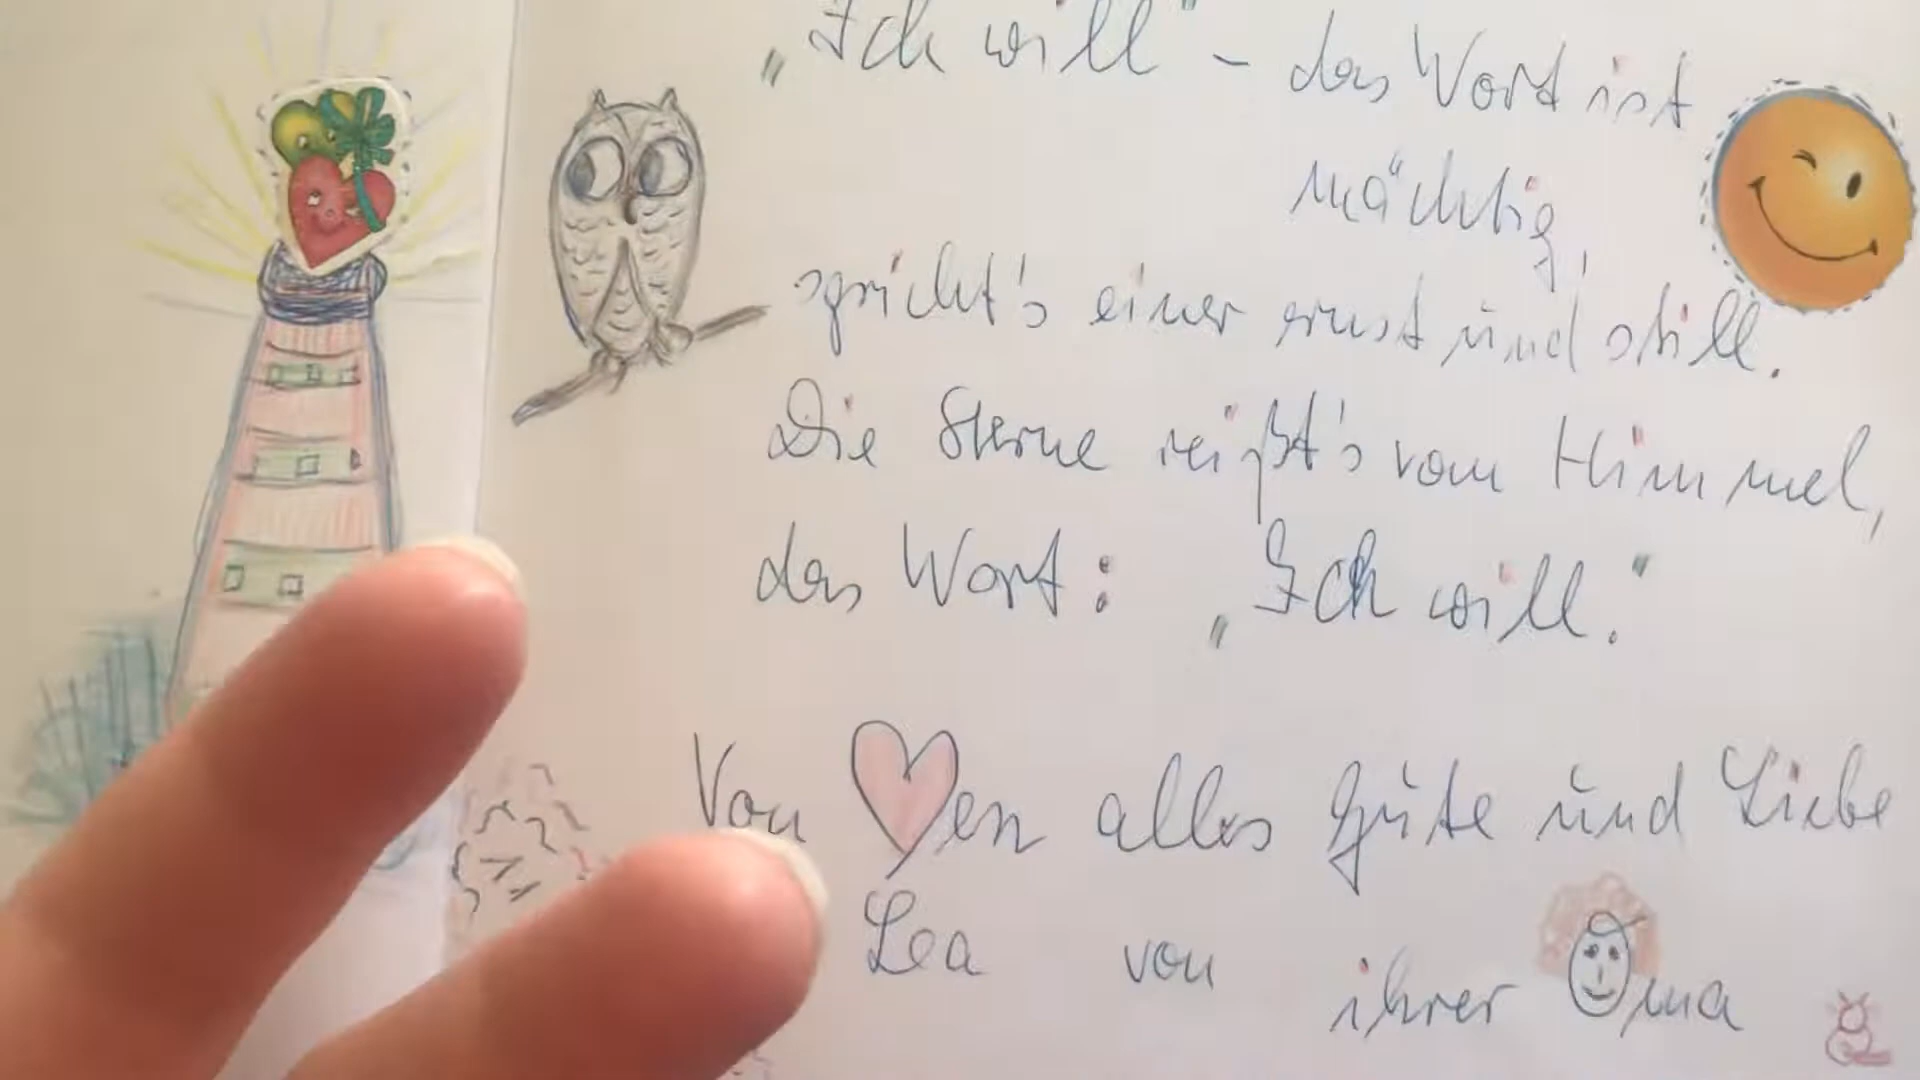 „Ich will" - das Wort ist
mächtig,
spricht's einer ernst und still.
Die Sterne reißt's vom Himmel,
das Wort: „Ich will."
Von ♡en alles Gute und Liebe
Lea von ihrer Oma